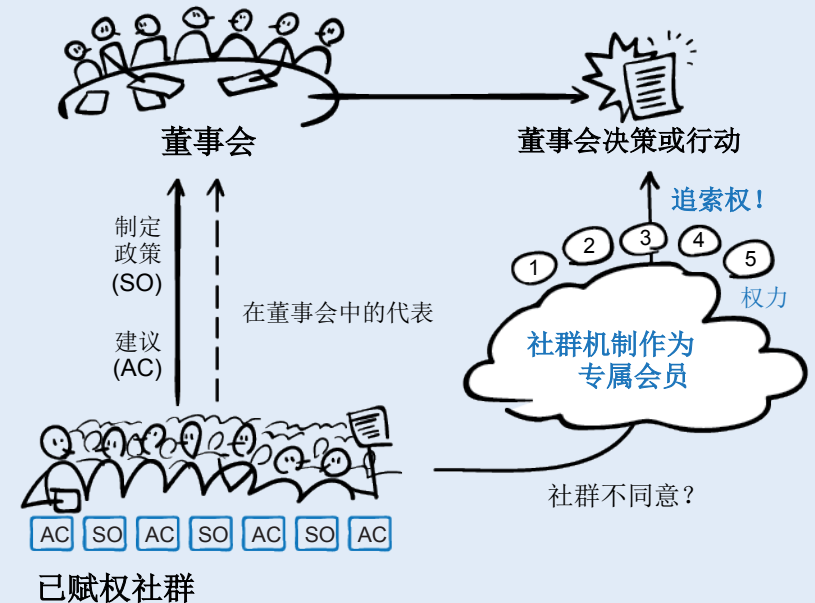 董事会
董事会决策或行动
追索权！
制定
政策
(SO)
建议
(AC)
在董事会中的代表
1
2
3
4
5
权力
社群机制作为
专属会员
社群不同意？
AC SO AC SO AC SO AC
已赋权社群